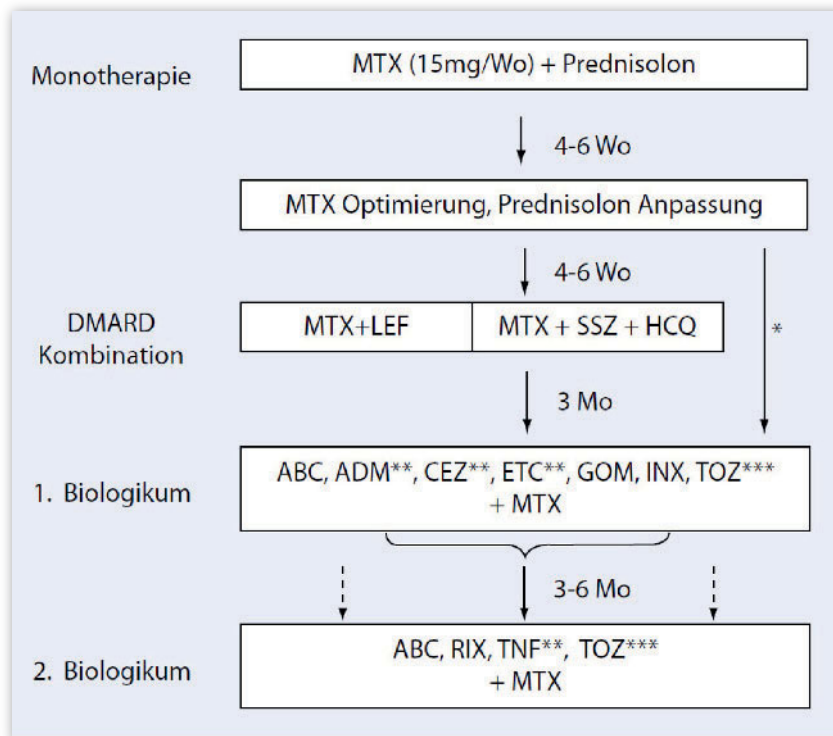 Monotherapie
MTX (15mg/Wo) + Prednisolon
4-6 Wo
MTX Optimierung, Prednisolon Anpassung
4-6 Wo
DMARD
Kombination
MTX+LEF
MTX + SSZ + HCQ
*
3 Mo
1. Biologikum
ABC, ADM**, CEZ**, ETC**, GOM, INX, TOZ***
+ MTX
3-6 Mo
2. Biologikum
ABC, RIX, TNF**, TOZ***
+ MTX